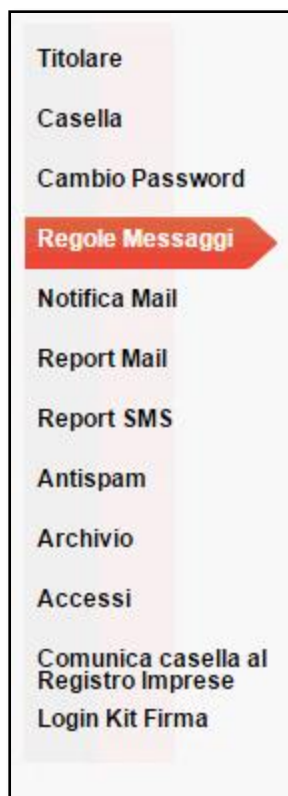 Titolare
Casella
Cambio Password
Regole Messaggi
Notifica Mail
Report Mail
Report SMS
Antispam
Archivio
Accessi
Comunica casella al
Registro Imprese
Login Kit Firma